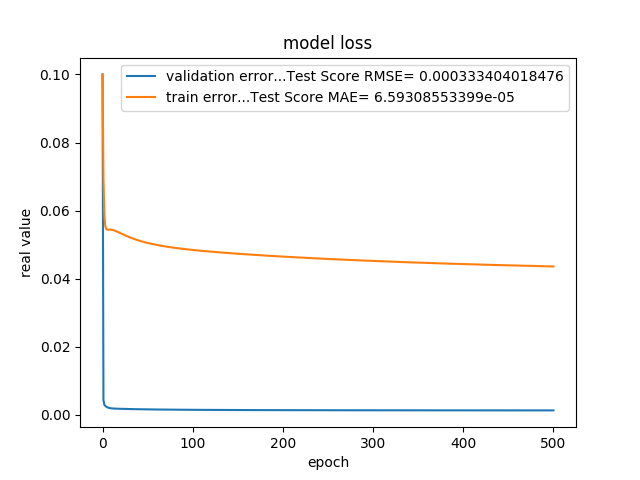 model loss
validation error...Test Score RMSE= 0.000333404018476
train error...Test Score MAE= 6.59308553399e-05
real value
0.10
0.08
0.06
0.04
0.02
0.00
0 100 200 300 400 500
epoch